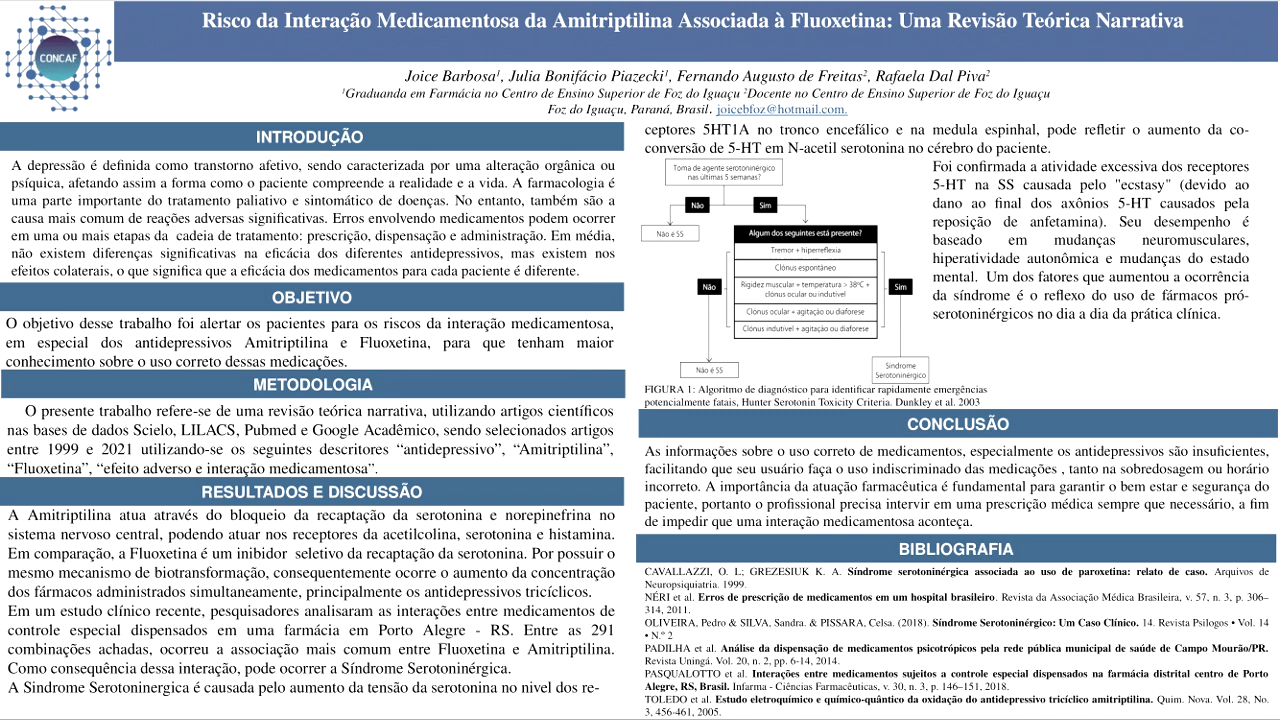 CONCAF
Risco da Interação Medicamentosa da Amitriptilina Associada à Fluoxetina: Uma Revisão Teórica Narrativa
Joice Barbosa¹, Julia Bonifácio Piazecki¹, Fernando Augusto de Freitas², Rafaela Dal Piva²
¹Graduanda em Farmácia no Centro de Ensino Superior de Foz do Iguaçu ²Docente no Centro de Ensino Superior de Foz do Iguaçu
Foz do Iguaçu, Paraná, Brasil. joicebfoz@hotmail.com.
INTRODUÇÃO
A depressão é definida como transtorno afetivo, sendo caracterizada por uma alteração orgânica ou
psíquica, afetando assim a forma como o paciente compreende a realidade e a vida. A farmacologia é
uma parte importante do tratamento paliativo e sintomático de doenças. No entanto, também são a
causa mais comum de reações adversas significativas. Erros envolvendo medicamentos podem ocorrer
em uma ou mais etapas da cadeia de tratamento: prescrição, dispensação e administração. Em média,
não existem diferenças significativas na eficácia dos diferentes antidepressivos, mas existem nos
efeitos colaterais, o que significa que a eficácia dos medicamentos para cada paciente é diferente.
OBJETIVO
O objetivo desse trabalho foi alertar os pacientes para os riscos da interação medicamentosa,
em especial dos antidepressivos Amitriptilina e Fluoxetina, para que tenham maior
conhecimento sobre o uso correto dessas medicações.
METODOLOGIA
O presente trabalho refere-se de uma revisão teórica narrativa, utilizando artigos científicos
nas bases de dados Scielo, LILACS, Pubmed e Google Acadêmico, sendo selecionados artigos
entre 1999 e 2021 utilizando-se os seguintes descritores “antidepressivo”, “Amitriptilina”,
“Fluoxetina”, “efeito adverso e interação medicamentosa“.
RESULTADOS E DISCUSSÃO
A Amitriptilina atua através do bloqueio da recaptação da serotonina e norepinefrina no
sistema nervoso central, podendo atuar nos receptores da acetilcolina, serotonina e histamina.
Em comparação, a Fluoxetina é um inibidor seletivo da recaptação da serotonina. Por possuir o
mesmo mecanismo de biotransformação, consequentemente ocorre o aumento da concentração
dos fármacos administrados simultaneamente, principalmente os antidepressivos tricíclicos.
Em um estudo clínico recente, pesquisadores analisaram as interações entre medicamentos de
controle especial dispensados em uma farmácia em Porto Alegre - RS. Entre as 291
combinações achadas, ocorreu a associação mais comum entre Fluoxetina e Amitriptilina.
Como consequência dessa interação, pode ocorrer a Síndrome Serotoninérgica.
A Sindrome Serotoninergica é causada pelo aumento da tensão da serotonina no nivel dos re-
ceptores 5HT1A no tronco encefálico e na medula espinhal, pode refletir o aumento da co-
conversão de 5-HT em N-acetil serotonina no cérebro do paciente.
Toma de agente serotoninérgico
nas últimas 5 semanas?
Não
Sim
Não é SS
Algum dos seguintes está presente?
Tremor + hiperreflexia
Clónus espontâneo
Rigidez muscular + temperatura > 38ºC +
clónus ocular ou indutível
Clónus ocular + agitação ou diaforese
Clónus indutível + agitação ou diaforese
Não
Sim
Não é SS
Síndrome
Serotoninérgico
Foi confirmada a atividade excessiva dos receptores
5-HT na SS causada pelo "ecstasy" (devido ao
dano ao final dos axônios 5-HT causados pela
reposição de anfetamina). Seu desempenho é
baseado em mudanças neuromusculares,
hiperatividade autonômica e mudanças do estado
mental. Um dos fatores que aumentou a ocorrência
da síndrome é o reflexo do uso de fármacos pró-
serotoninérgicos no dia a dia da prática clínica.
FIGURA 1: Algoritmo de diagnóstico para identificar rapidamente emergências
potencialmente fatais, Hunter Serotonin Toxicity Criteria. Dunkley et al. 2003
CONCLUSÃO
As informações sobre o uso correto de medicamentos, especialmente os antidepressivos são insuficientes,
facilitando que seu usuário faça o uso indiscriminado das medicações , tanto na sobredosagem ou horário
incorreto. A importância da atuação farmacêutica é fundamental para garantir o bem estar e segurança do
paciente, portanto o profissional precisa intervir em uma prescrição médica sempre que necessário, a fim
de impedir que uma interação medicamentosa aconteça.
BIBLIOGRAFIA
CAVALLAZZI, O. L; GREZESIUK K. A. Síndrome serotoninérgica associada ao uso de paroxetina: relato de caso. Arquivos de
Neuropsiquiatria. 1999.
NÉRI et al. Erros de prescrição de medicamentos em um hospital brasileiro. Revista da Associação Médica Brasileira, v. 57, n. 3, p. 306–
314, 2011.
OLIVEIRA, Pedro & SILVA, Sandra. & PISSARA, Celsa. (2018). Síndrome Serotoninérgico: Um Caso Clínico. 14. Revista Psilogos • Vol. 14
• N.º 2
PADILHA et al. Análise da dispensação de medicamentos psicotrópicos pela rede pública municipal de saúde de Campo Mourão/PR.
Revista Uningá. Vol. 20, n. 2, pp. 6-14, 2014.
PASQUALOTTO et al. Interações entre medicamentos sujeitos a controle especial dispensados na farmácia distrital centro de Porto
Alegre, RS, Brasil. Infarma - Ciências Farmacêuticas, v. 30, n. 3, p. 146–151, 2018.
TOLEDO et al. Estudo eletroquímico e químico-quântico da oxidação do antidepressivo tricíclico amitriptilina. Quim. Nova. Vol. 28, No.
3, 456-461, 2005.